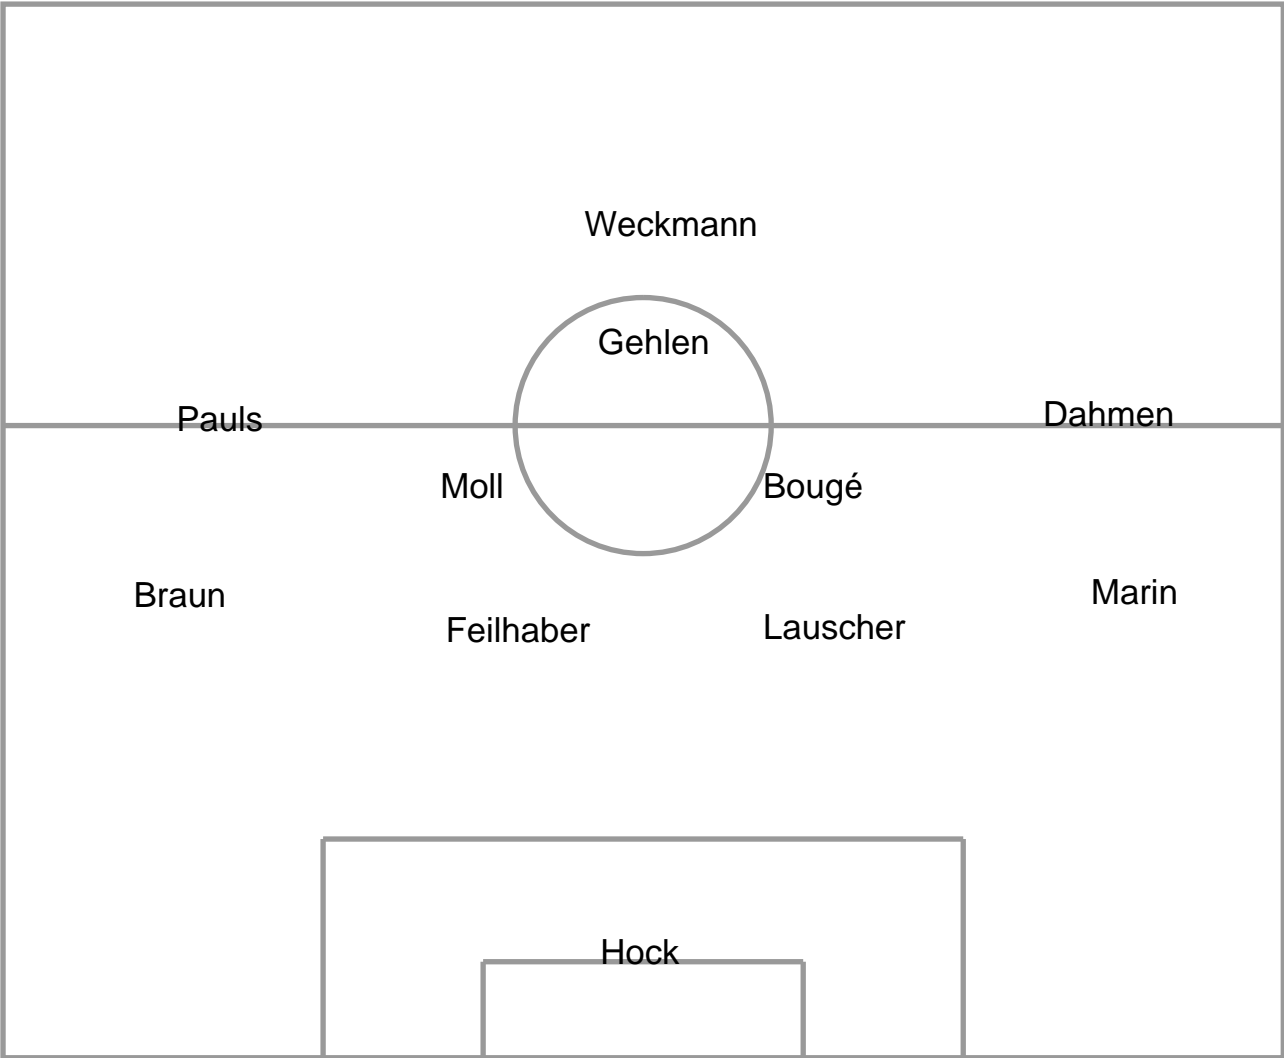 Weckmann
Gehlen
Pauls
Dahmen
Moll
Bougé
Braun
Marin
Feilhaber
Lauscher
Hock